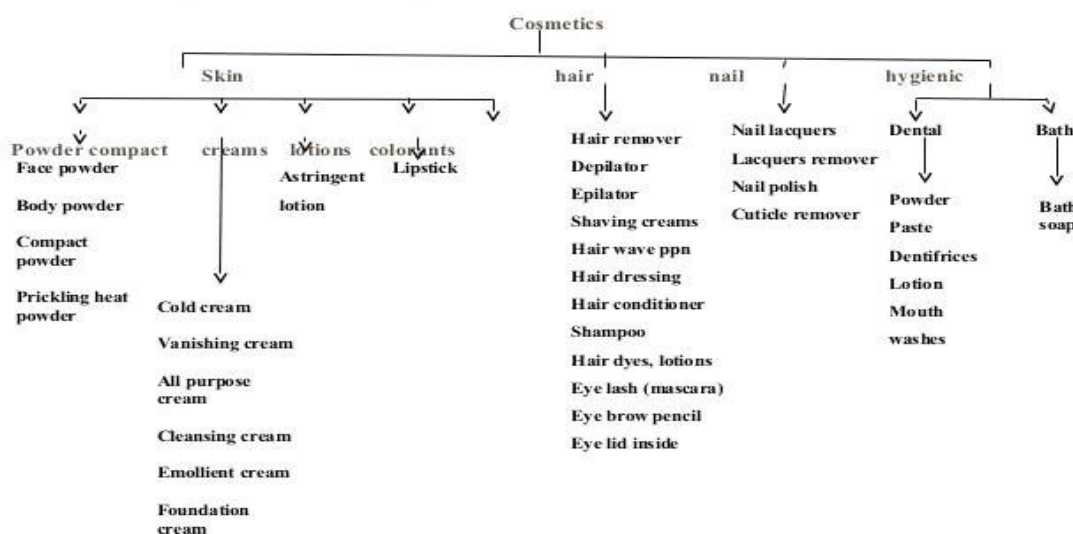 Cosmetics
Skin hair nail hygienic
Powder compact creams lotions colorants
Face powder
Body powder
Compact
powder
Prickling heat
powder
Cold cream
Vanishing cream
All purpose
cream
Cleansing cream
Emollient cream
Foundation
cream
Astringent
lotion
Lipstick
Hair remover
Depilator
Epilator
Shaving creams
Hair wave ppn
Hair dressing
Hair conditioner
Shampoo
Hair dyes, lotions
Eye lash (mascara)
Eye brow pencil
Eye lid inside
Nail lacquers
Lacquers remover
Nail polish
Cuticle remover
Dental
Powder
Paste
Dentifrices
Lotion
Mouth
washes
Bath
Bath
soap